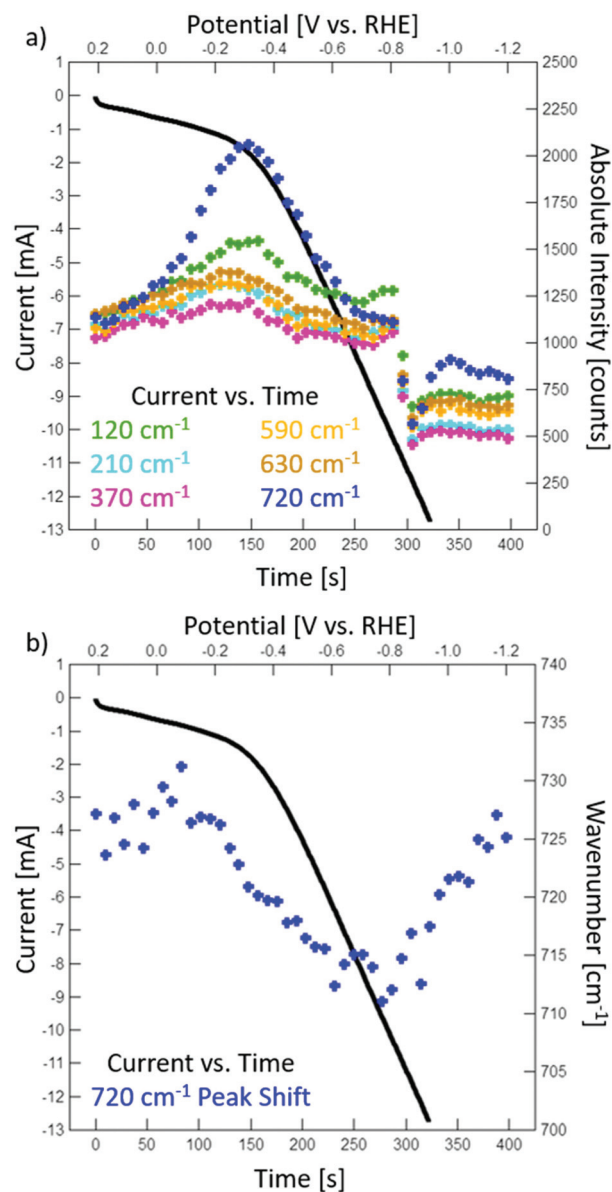 a)
Potential [V vs. RHE]
0.2 0.0 -0.2 -0.4 -0.6 -0.8 -1.0 -1.2
1
0
-1
-2
-3
-4
-5
-6
-7
-8
-9
-10
-11
-12
-13
Current [mA]
2500
2250
2000
1750
1500
1250
1000
750
500
250
0
Absolute Intensity [counts]
Current vs. Time
120 cm⁻¹ 590 cm⁻¹
210 cm⁻¹ 630 cm⁻¹
370 cm⁻¹ 720 cm⁻¹
0 50 100 150 200 250 300 350 400
Time [s]
b)
Potential [V vs. RHE]
0.2 0.0 -0.2 -0.4 -0.6 -0.8 -1.0 -1.2
1
0
-1
-2
-3
-4
-5
-6
-7
-8
-9
-10
-11
-12
-13
Current [mA]
740
735
730
725
720
715
710
705
700
Wavenumber [cm⁻¹]
Current vs. Time
720 cm⁻¹ Peak Shift
0 50 100 150 200 250 300 350 400
Time [s]